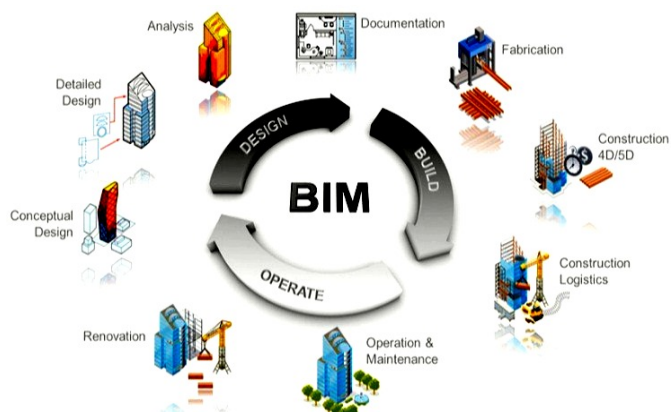 Analysis
Documentation
Fabrication
Detailed
Design
DESIGN
BUILD
Construction
4D/5D
BIM
Conceptual
Design
Construction
Logistics
OPERATE
Renovation
Operation &
Maintenance